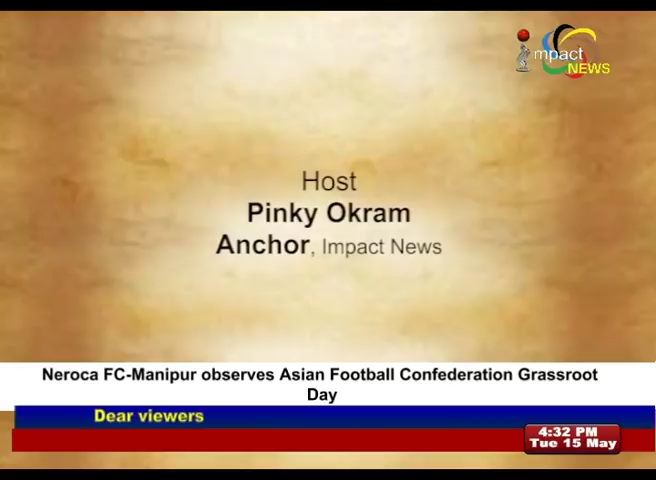 impact
NEWS
Host
Pinky Okram
Anchor, Impact News
Neroca FC-Manipur observes Asian Football Confederation Grassroot
Day
Dear viewers
4:32 PM
Tue 15 May